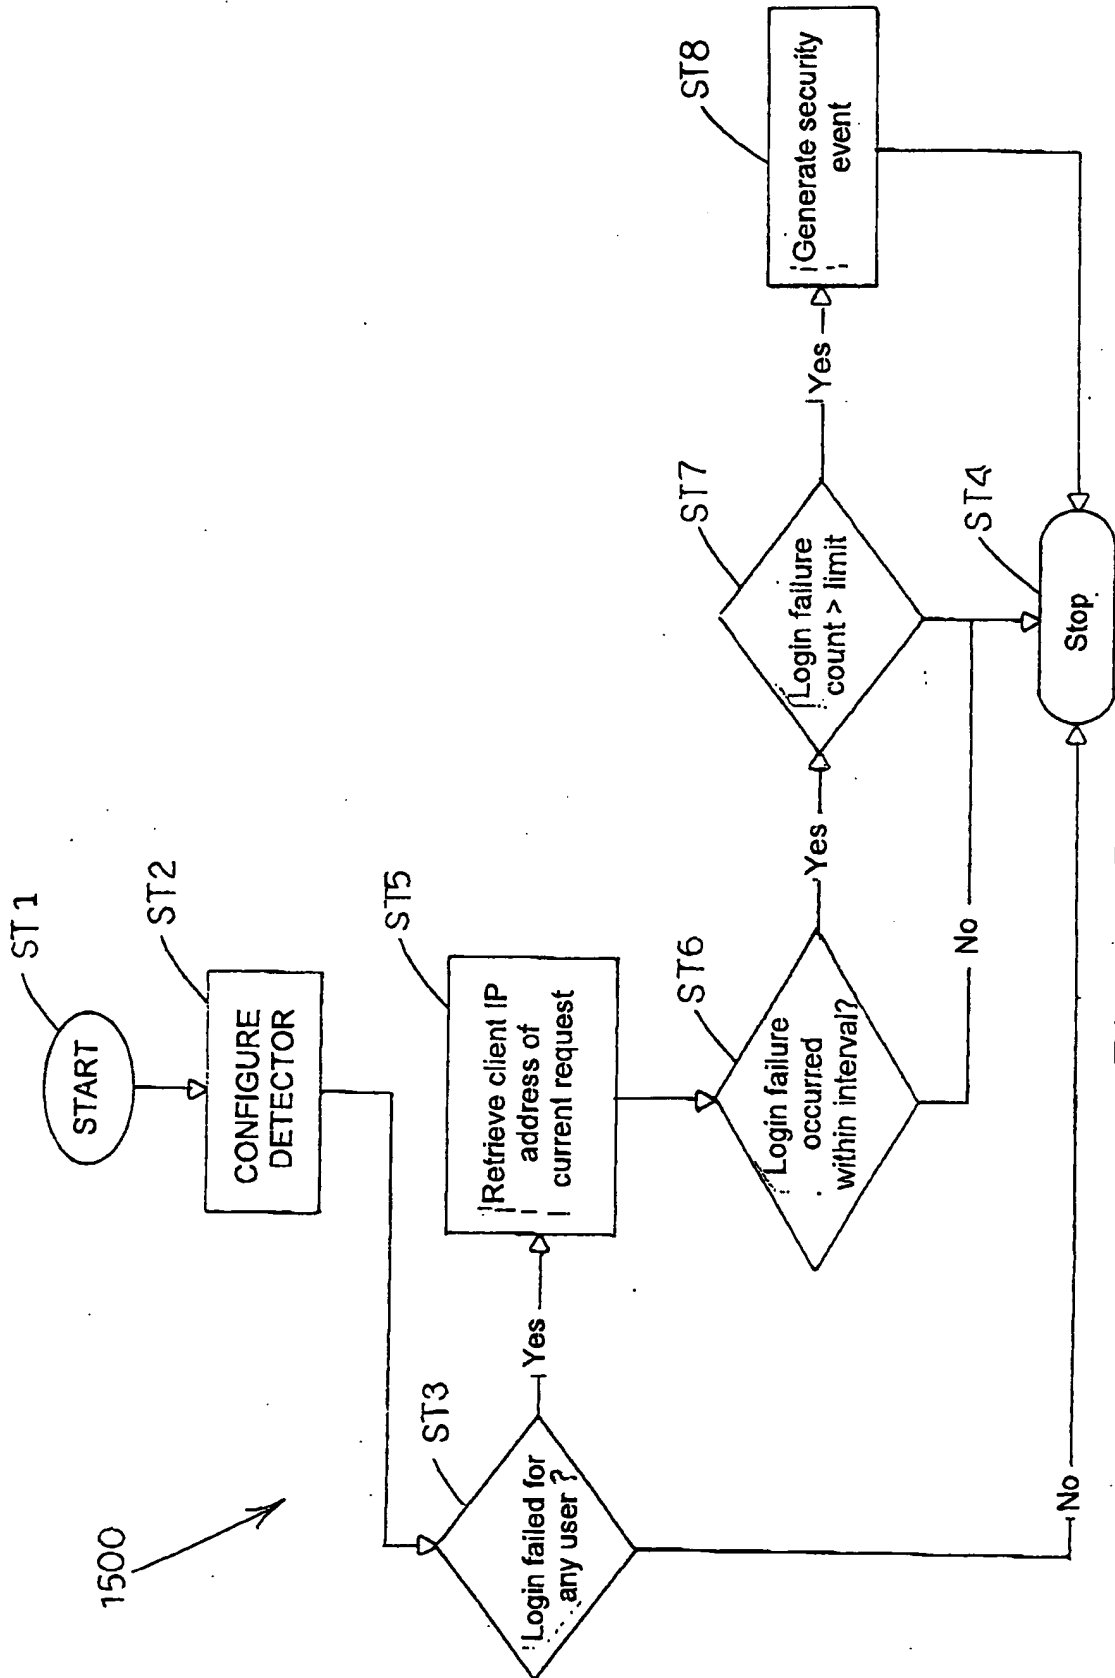 1500
ST1
START
ST2
CONFIGURE
DETECTOR
ST3
Login failed for
any user ?
Yes
No
ST5
Retrieve client IP
address of
current request
ST6
Login failure
occurred
within interval?
Yes
No
ST7
Login failure
count > limit
Yes
ST8
Generate security
event
ST4
Stop